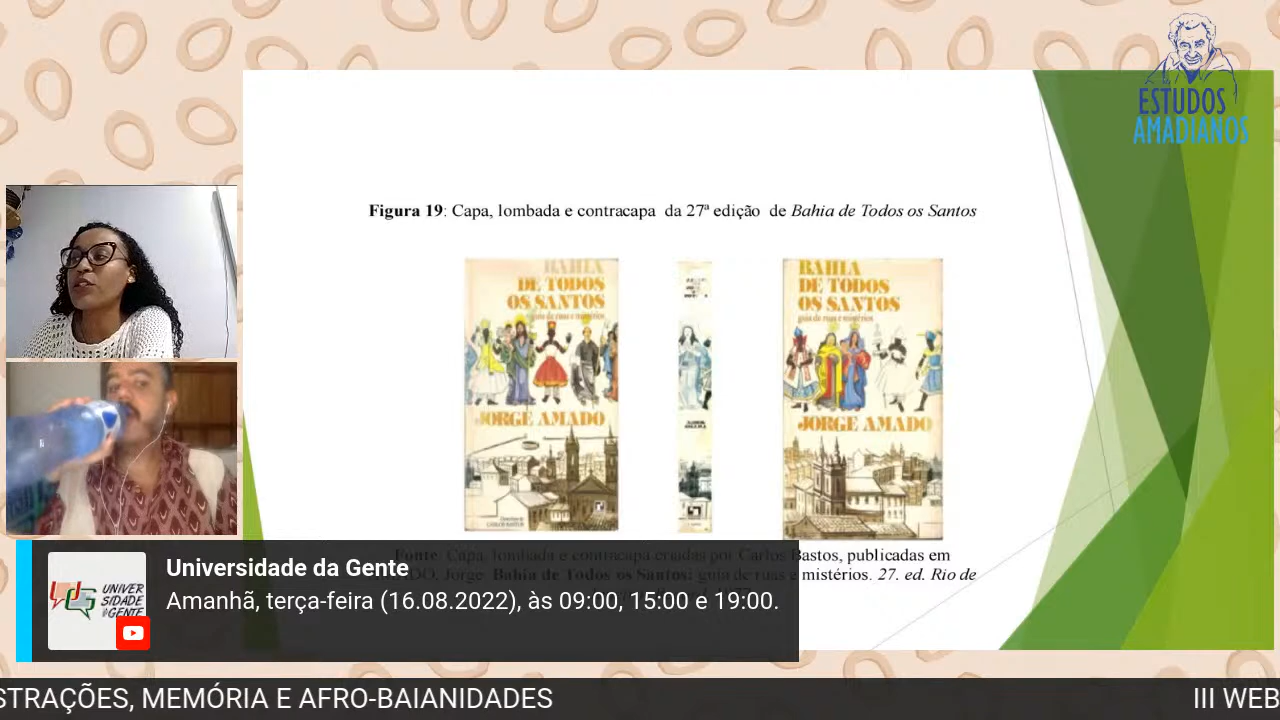 ESTUDOS
AMADIANOS
Figura 19: Capa, lombada e contracapa da 27ª edição de Bahia de Todos os Santos
BAHIA
DE TODOS
OS SANTOS
guia de ruas e mistérios
JORGE AMADO
CARLOS BASTOS
BAHIA
DE TODOS
OS SANTOS
guia de ruas e mistérios
JORGE AMADO
Fonte: Capa, lombada e contracapa criadas por Carlos Bastos, publicadas em
Jorge. Bahia de Todos os Santos: guia de ruas e mistérios. 27. ed. Rio de
UNIVER
SIDADE
GENTE
Universidade da Gente
Amanhã, terça-feira (16.08.2022), às 09:00, 15:00 e 19:00.
STRAÇÕES, MEMÓRIA E AFRO-BAIANIDADES
III WEB